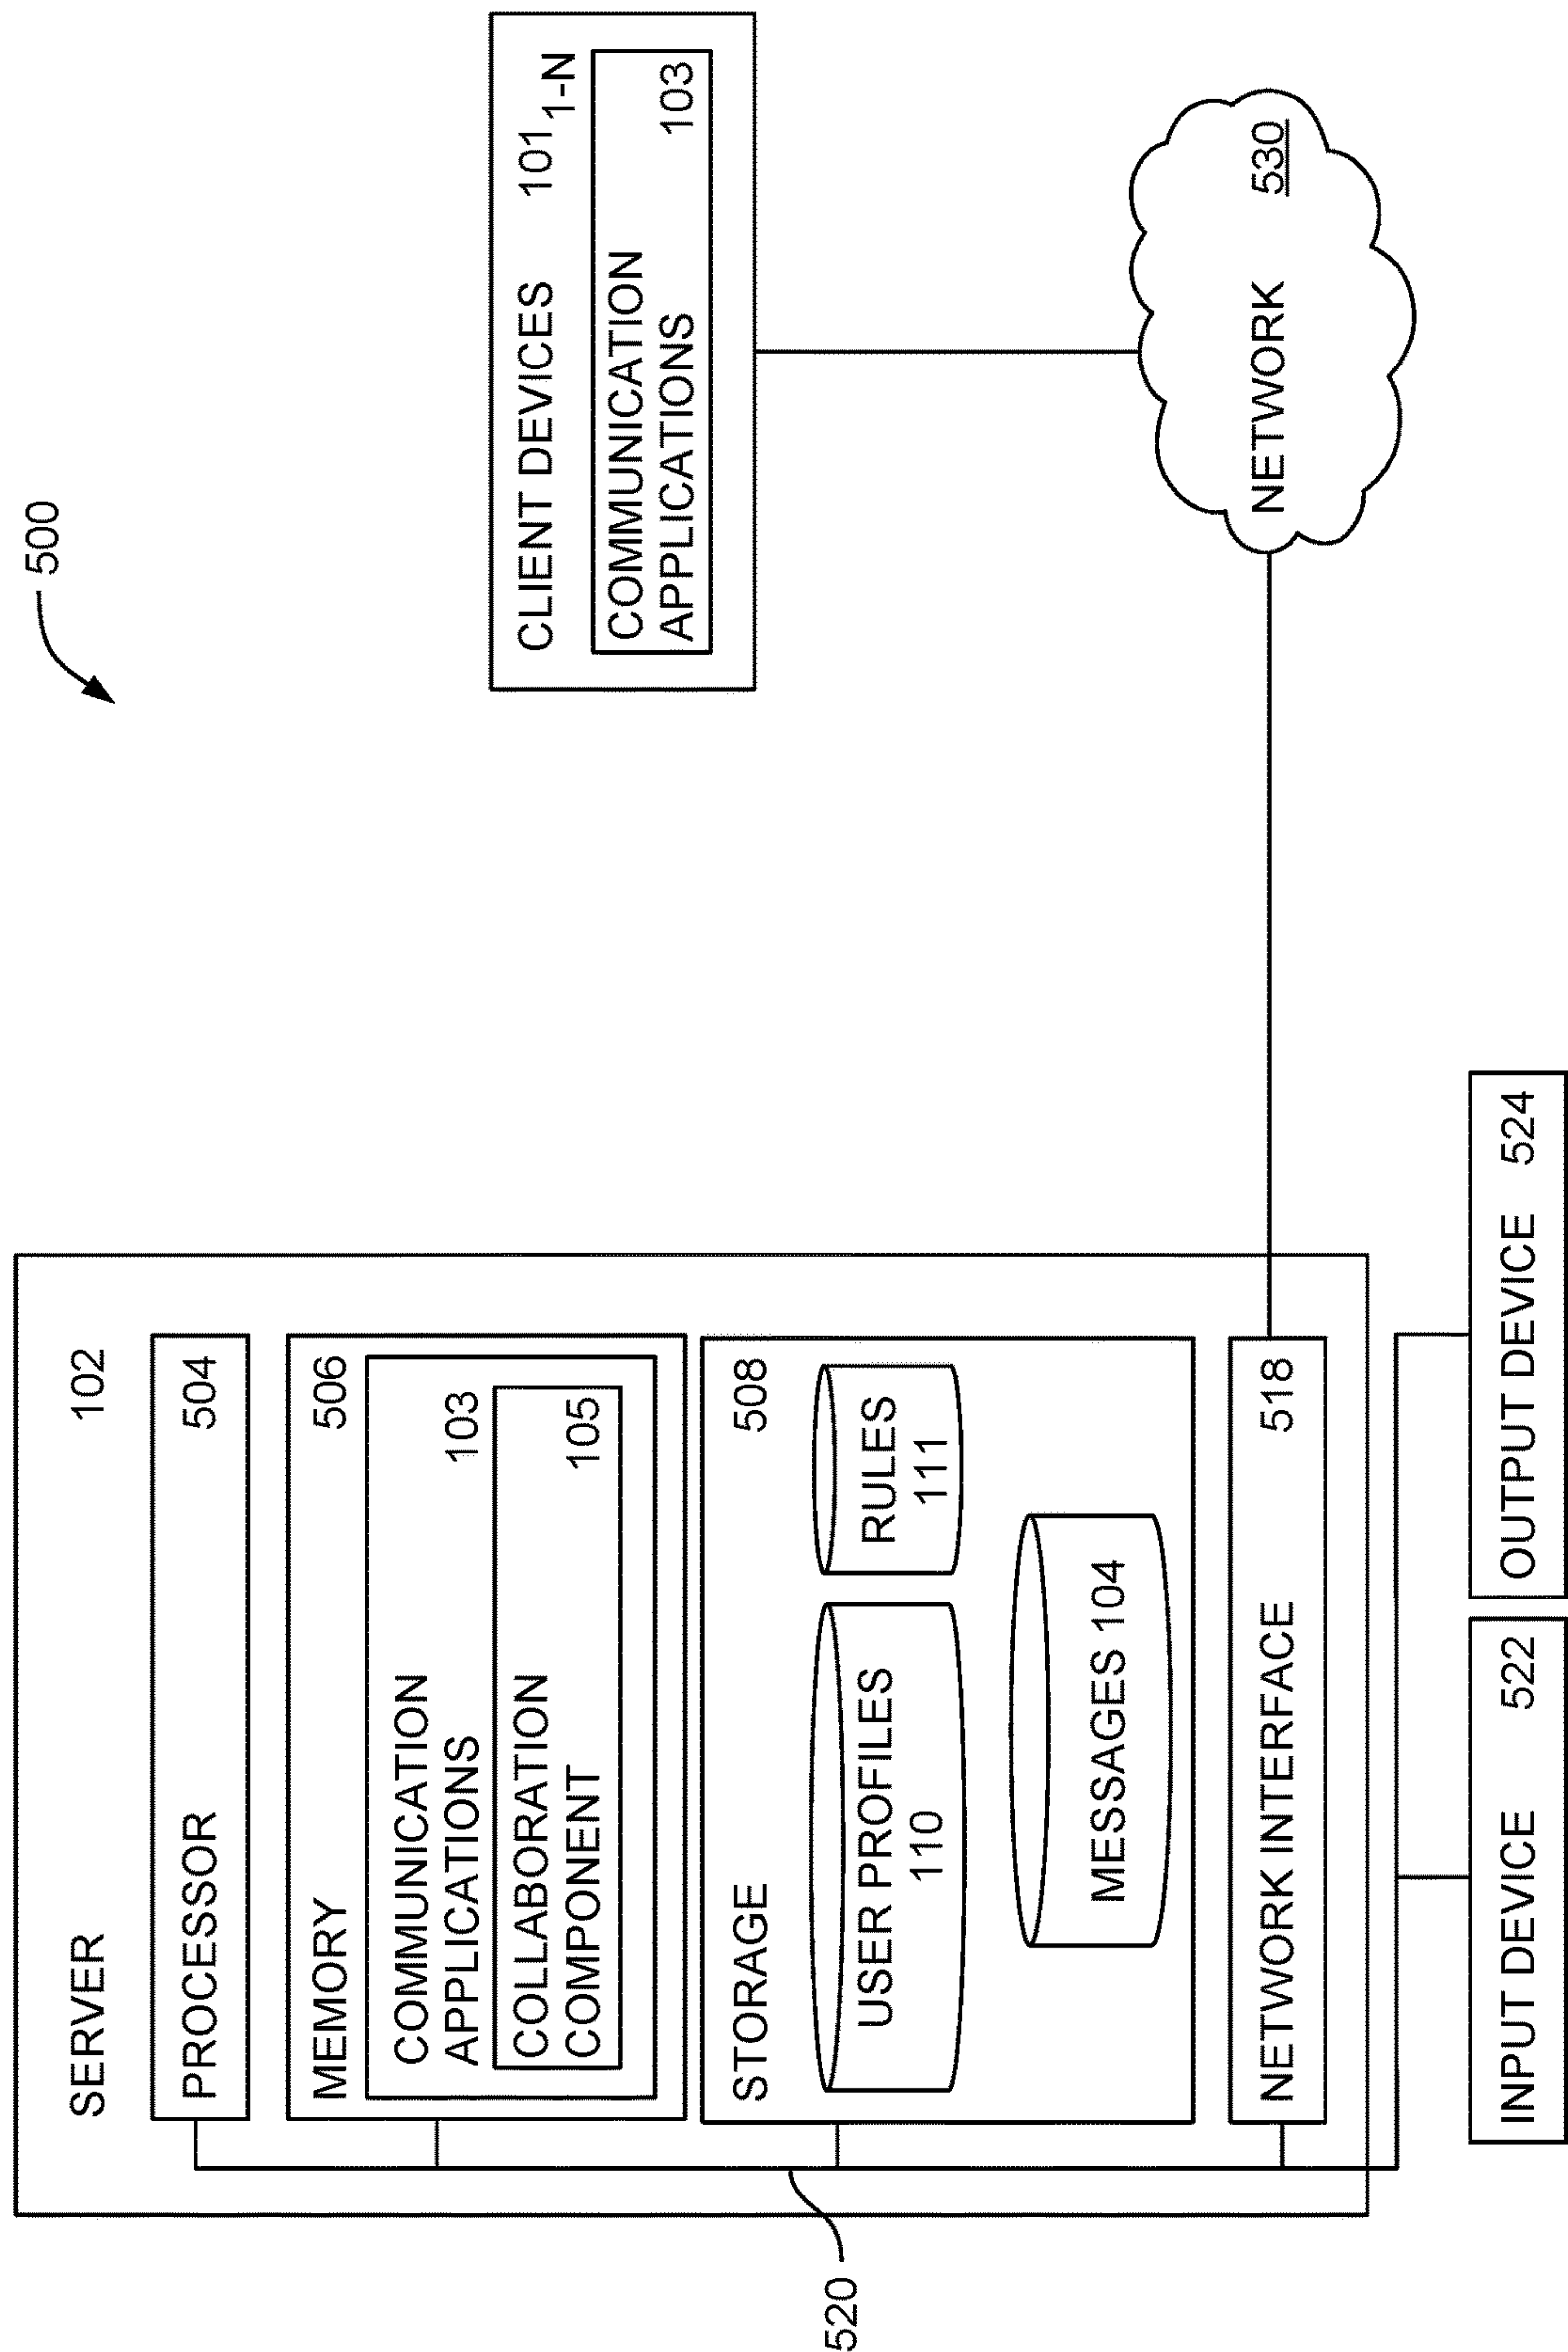 500
SERVER 102
PROCESSOR 504
MEMORY 506
COMMUNICATION
APPLICATIONS 103
COLLABORATION
COMPONENT 105
STORAGE 508
USER PROFILES
110
RULES
111
MESSAGES 104
NETWORK INTERFACE 518
520
INPUT DEVICE 522
OUTPUT DEVICE 524
CLIENT DEVICES 101 1-N
COMMUNICATION
APPLICATIONS 103
NETWORK 530